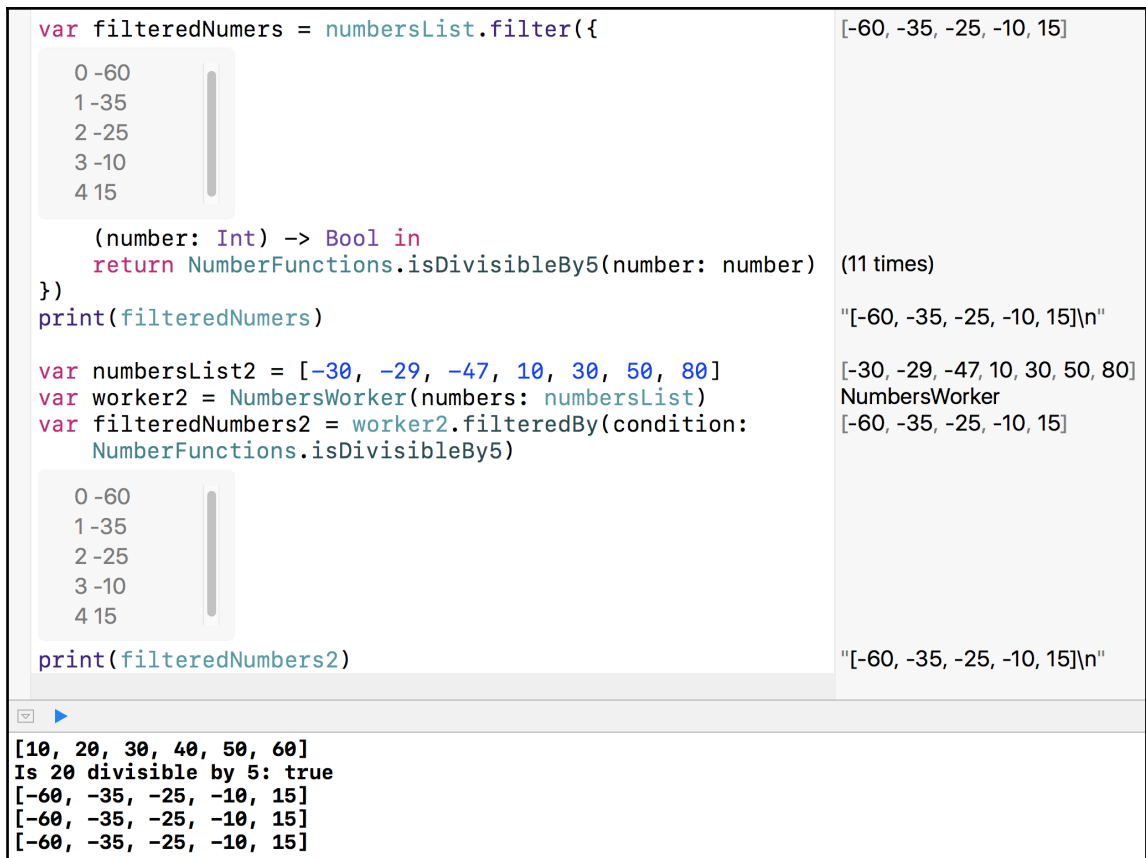 var filteredNumers = numbersList.filter({ [-60, -35, -25, -10, 15]
0 -60
1 -35
2 -25
3 -10
4 15
(number: Int) -> Bool in
return NumberFunctions.isDivisibleBy5(number: number) (11 times)
})
print(filteredNumers) "[-60, -35, -25, -10, 15]\n"
var numbersList2 = [-30, -29, -47, 10, 30, 50, 80] [-30, -29, -47, 10, 30, 50, 80]
var worker2 = NumbersWorker(numbers: numbersList) NumbersWorker
var filteredNumbers2 = worker2.filteredBy(condition: [-60, -35, -25, -10, 15]
NumberFunctions.isDivisibleBy5)
0 -60
1 -35
2 -25
3 -10
4 15
print(filteredNumbers2) "[-60, -35, -25, -10, 15]\n"
[10, 20, 30, 40, 50, 60]
Is 20 divisible by 5: true
[-60, -35, -25, -10, 15]
[-60, -35, -25, -10, 15]
[-60, -35, -25, -10, 15]